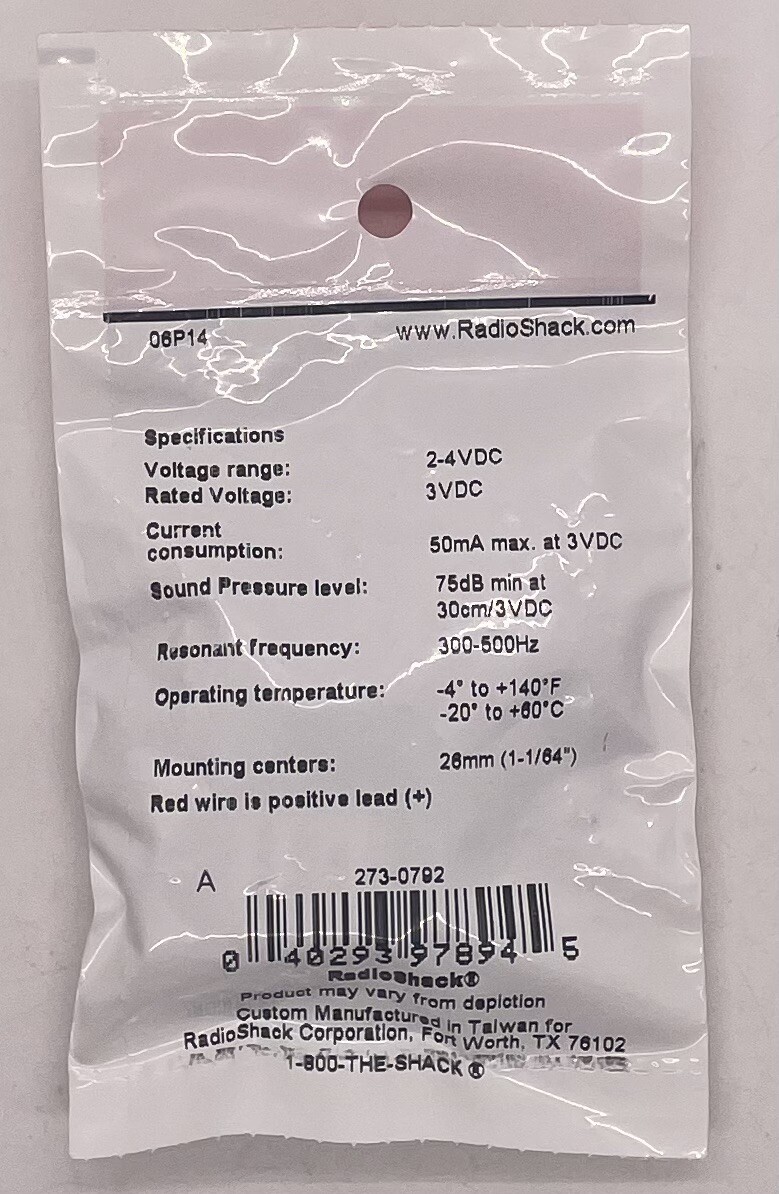 06P14 www.RadioShack.com
Specifications
Voltage range: 2-4VDC
Rated Voltage: 3VDC
Current
consumption: 50mA max. at 3VDC
Sound Pressure level: 75dB min at
30cm/3VDC
Resonant frequency: 300-500Hz
Operating temperature: -4° to +140°F
-20° to +60°C
Mounting centers: 26mm (1-1/64")
Red wire is positive lead (+)
A 273-0792
0 40293 97894 5
RadioShack®
Product may vary from depiction
Custom Manufactured in Taiwan for
RadioShack Corporation, Fort Worth, TX 76102
1-800-THE-SHACK ®